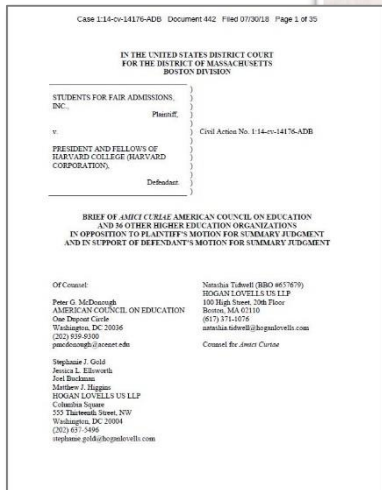 Case 1:14-cv-14176-ADB Document 442 Filed 07/30/18 Page 1 of 35
IN THE UNITED STATES DISTRICT COURT
FOR THE DISTRICT OF MASSACHUSETTS
BOSTON DIVISION
STUDENTS FOR FAIR ADMISSIONS,
INC.,
Plaintiff,
v.
Civil Action No. 1:14-cv-14176-ADB
PRESIDENT AND FELLOWS OF
HARVARD COLLEGE (HARVARD
CORPORATION),
Defendant.
BRIEF OF AMICI CURIAE AMERICAN COUNCIL ON EDUCATION
AND 36 OTHER HIGHER EDUCATION ORGANIZATIONS
IN OPPOSITION TO PLAINTIFF'S MOTION FOR SUMMARY JUDGMENT
AND IN SUPPORT OF DEFENDANT'S MOTION FOR SUMMARY JUDGMENT
Of Counsel:
Peter G. McDonough
AMERICAN COUNCIL ON EDUCATION
One Dupont Circle
Washington, DC 20036
(202) 939-9300
pmcdonough@acenet.edu
Stephanie J. Gold
Jessica L. Ellsworth
Joel Buckman
Matthew J. Higgins
HOGAN LOVELLS US LLP
Columbia Square
555 Thirteenth Street, NW
Washington, DC 20004
(202) 637-5496
stephanie.gold@hoganlovells.com
Natashia Tidwell (BBO #657679)
HOGAN LOVELLS US LLP
100 High Street, 20th Floor
Boston, MA 02110
(617) 371-1076
natashia.tidwell@hoganlovells.com
Counsel for Amici Curiae